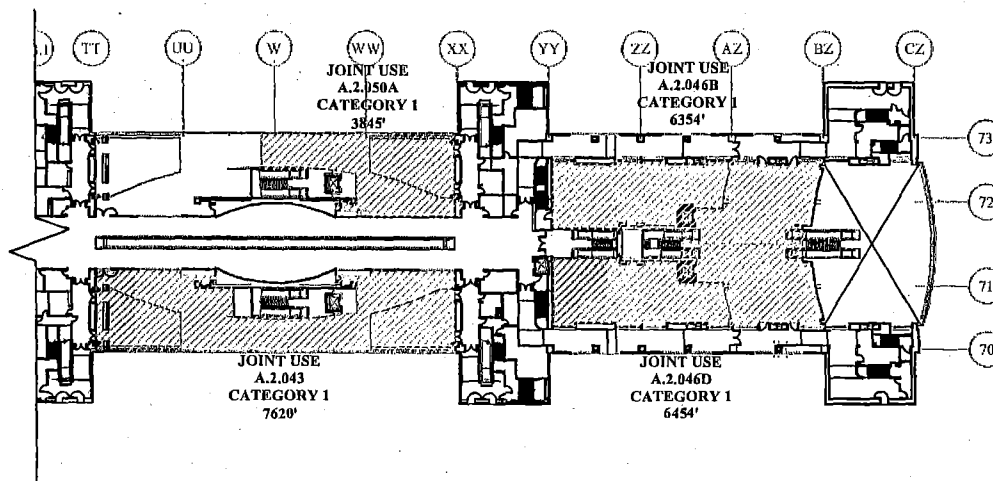 TT UU W WW XX YY ZZ AZ BZ CZ
JOINT USE
A.2.050A
CATEGORY 1
3845'
JOINT USE
A.2.046B
CATEGORY 1
6354'
73
72
71
70
JOINT USE
A.2.043
CATEGORY 1
7620'
JOINT USE
A.2.046D
CATEGORY 1
6454'